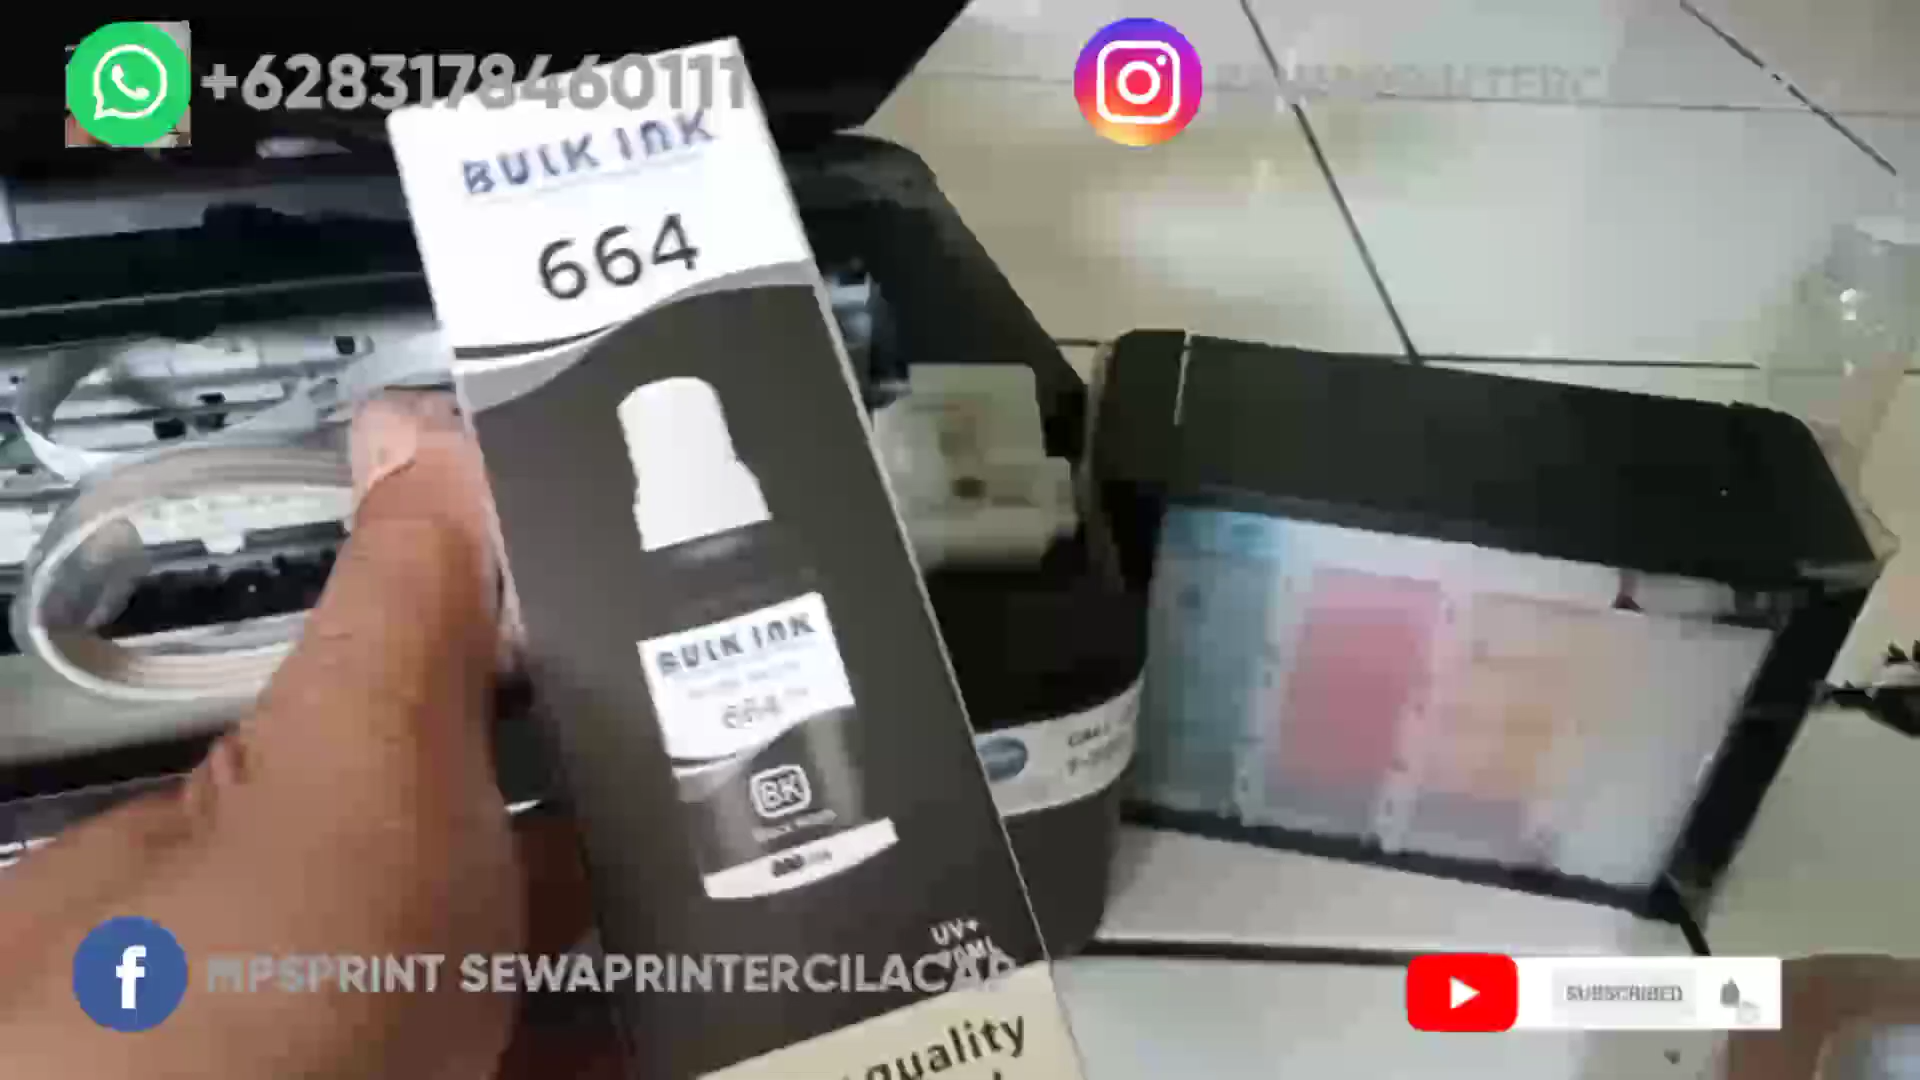 +6283178460111
BULK INK
664
BULK INK
664
BK
UV+
MPSPRINT SEWAPRINTERCILACAP
SUBSCRIBED
quality